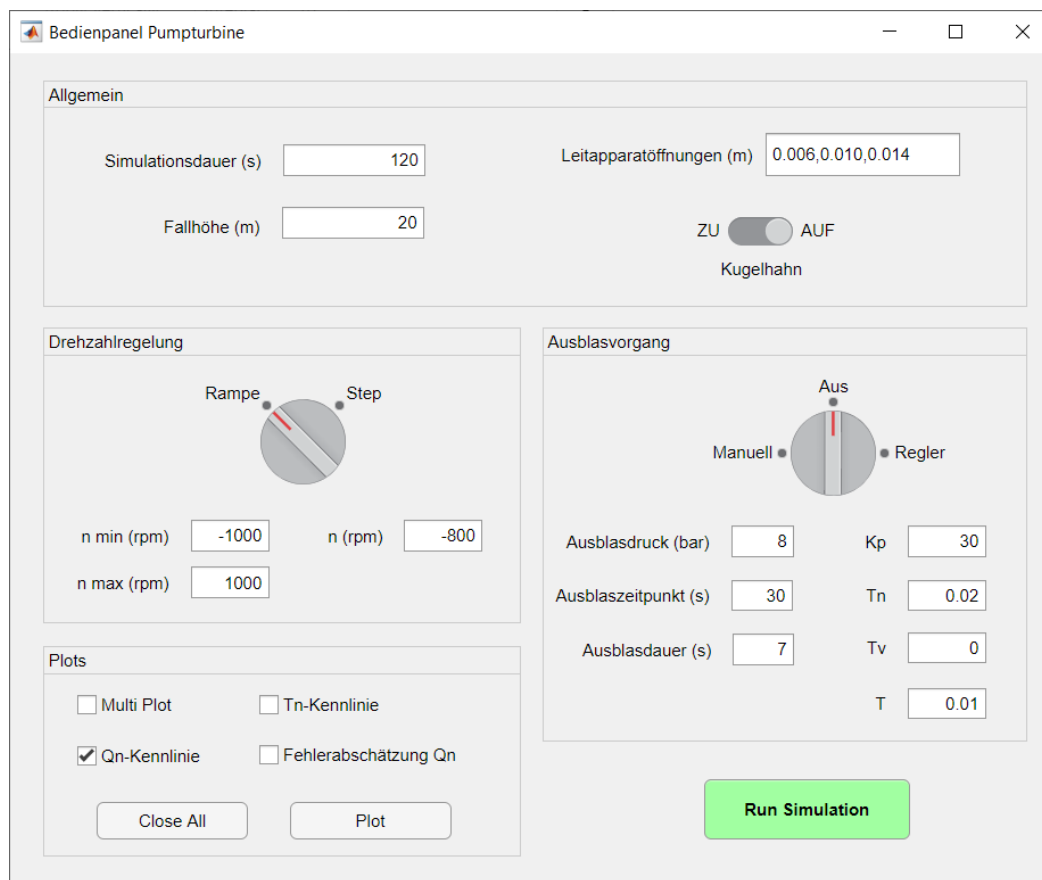 Bedienpanel Pumpturbine
Allgemein
Simulationsdauer (s) 120
Leitapparatöffnungen (m) 0.006,0.010,0.014
Fallhöhe (m) 20
ZU AUF
Kugelhahn
Drehzahlregelung
Rampe Step
n min (rpm) -1000 n (rpm) -800
n max (rpm) 1000
Ausblasvorgang
Aus
Manuell Regler
Ausblasdruck (bar) 8 Kp 30
Ausblaszeitpunkt (s) 30 Tn 0.02
Ausblasdauer (s) 7 Tv 0
T 0.01
Plots
Multi Plot Tn-Kennlinie
Qn-Kennlinie Fehlerabschätzung Qn
Close All Plot
Run Simulation